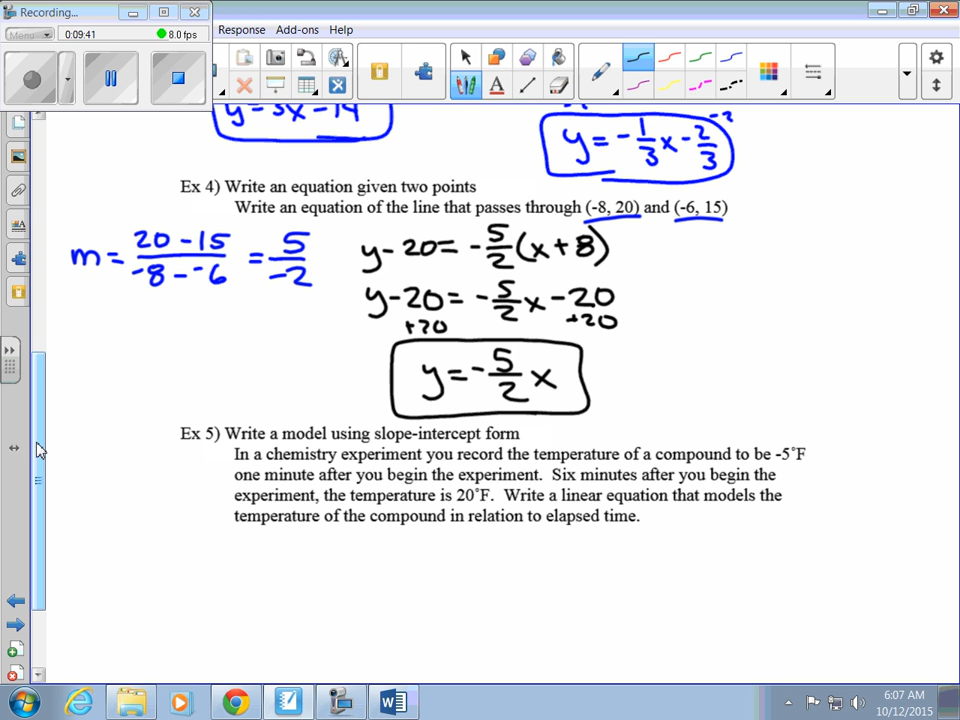 Recording...
Menu
0:09:41
8.0 fps
Response Add-ons Help
y = 3x - 14
y = -1/3 x - 2/3
Ex 4) Write an equation given two points
Write an equation of the line that passes through (-8, 20) and (-6, 15)
m = 20 - 15 / -8 - -6 = 5 / -2
y - 20 = -5/2 (x + 8)
y - 20 = -5/2 x - 20
+20 +20
y = -5/2 x
Ex 5) Write a model using slope-intercept form
In a chemistry experiment you record the temperature of a compound to be -5˚F
one minute after you begin the experiment. Six minutes after you begin the
experiment, the temperature is 20˚F. Write a linear equation that models the
temperature of the compound in relation to elapsed time.
6:07 AM
10/12/2015